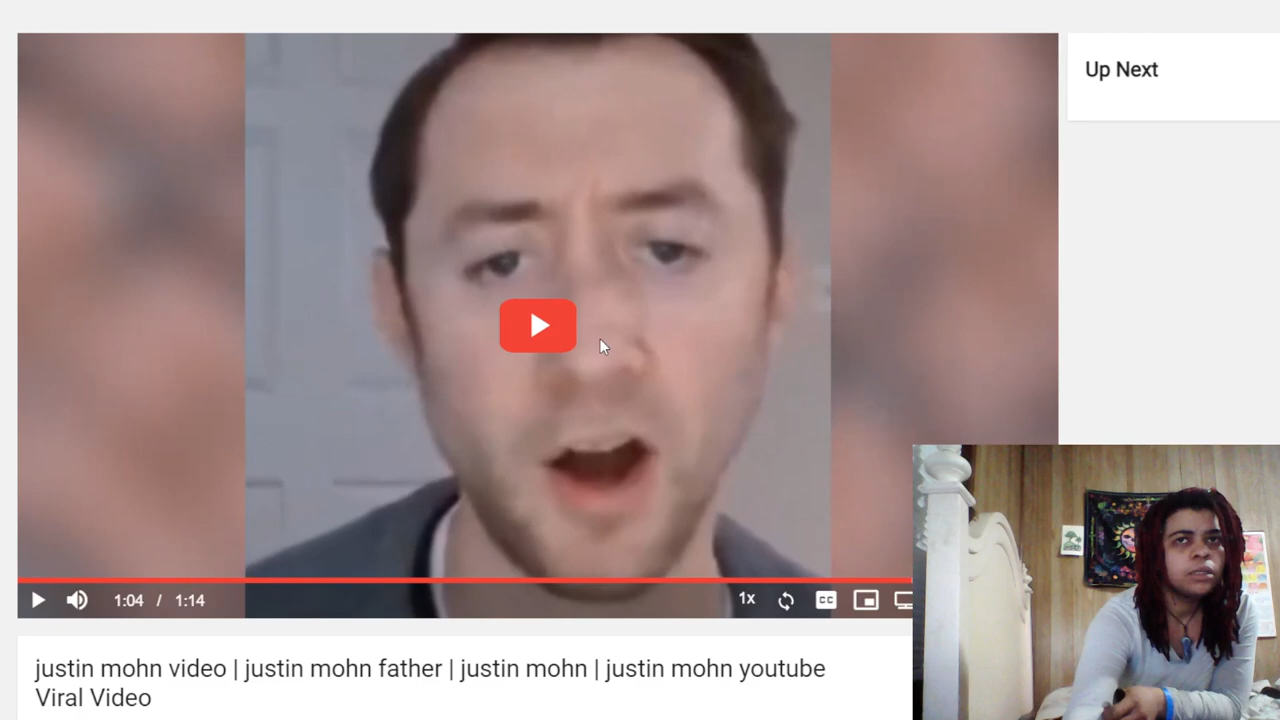 Up Next
1:04 / 1:14
1x
CC
justin mohn video | justin mohn father | justin mohn | justin mohn youtube
Viral Video